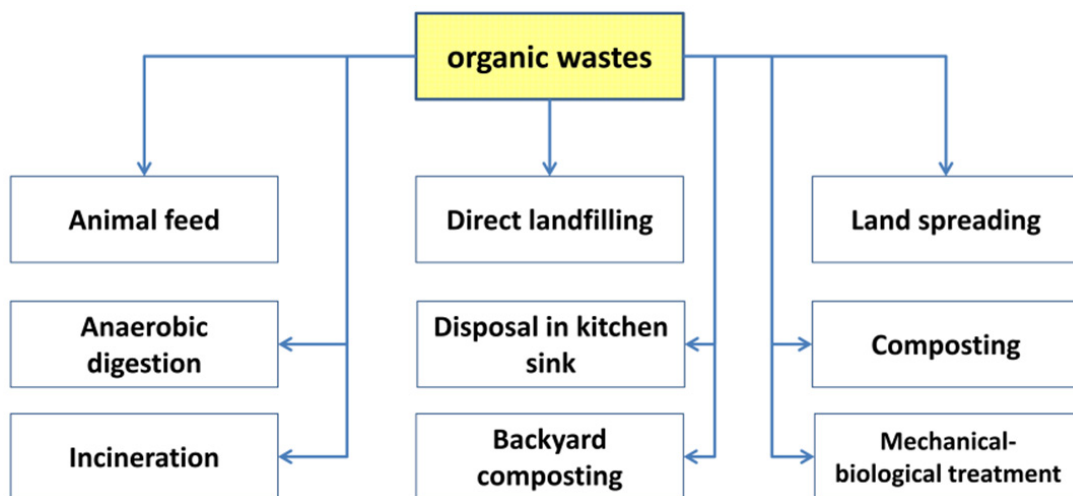 organic wastes
Animal feed
Direct landfilling
Land spreading
Anaerobic
digestion
Disposal in kitchen
sink
Composting
Incineration
Backyard
composting
Mechanical-
biological treatment